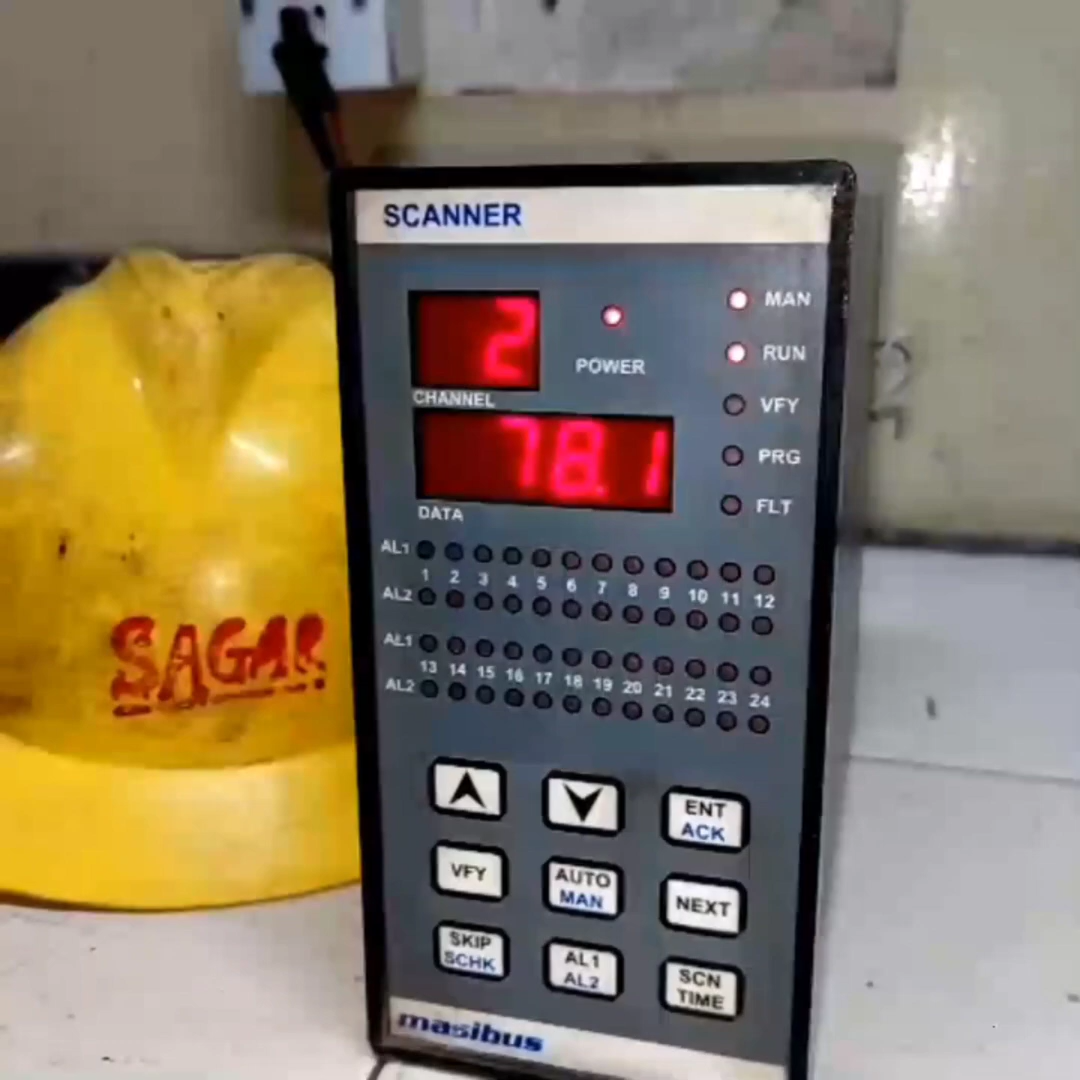 SCANNER
2
CHANNEL
POWER
78.1
DATA
MAN
RUN
VFY
PRG
FLT
AL1
1 2 3 4 5 6 7 8 9 10 11 12
AL2
AL1
13 14 15 16 17 18 19 20 21 22 23 24
AL2
ENT
ACK
VFY
AUTO
MAN
NEXT
SKIP
SCHK
AL1
AL2
SCN
TIME
masibus
SAGAR